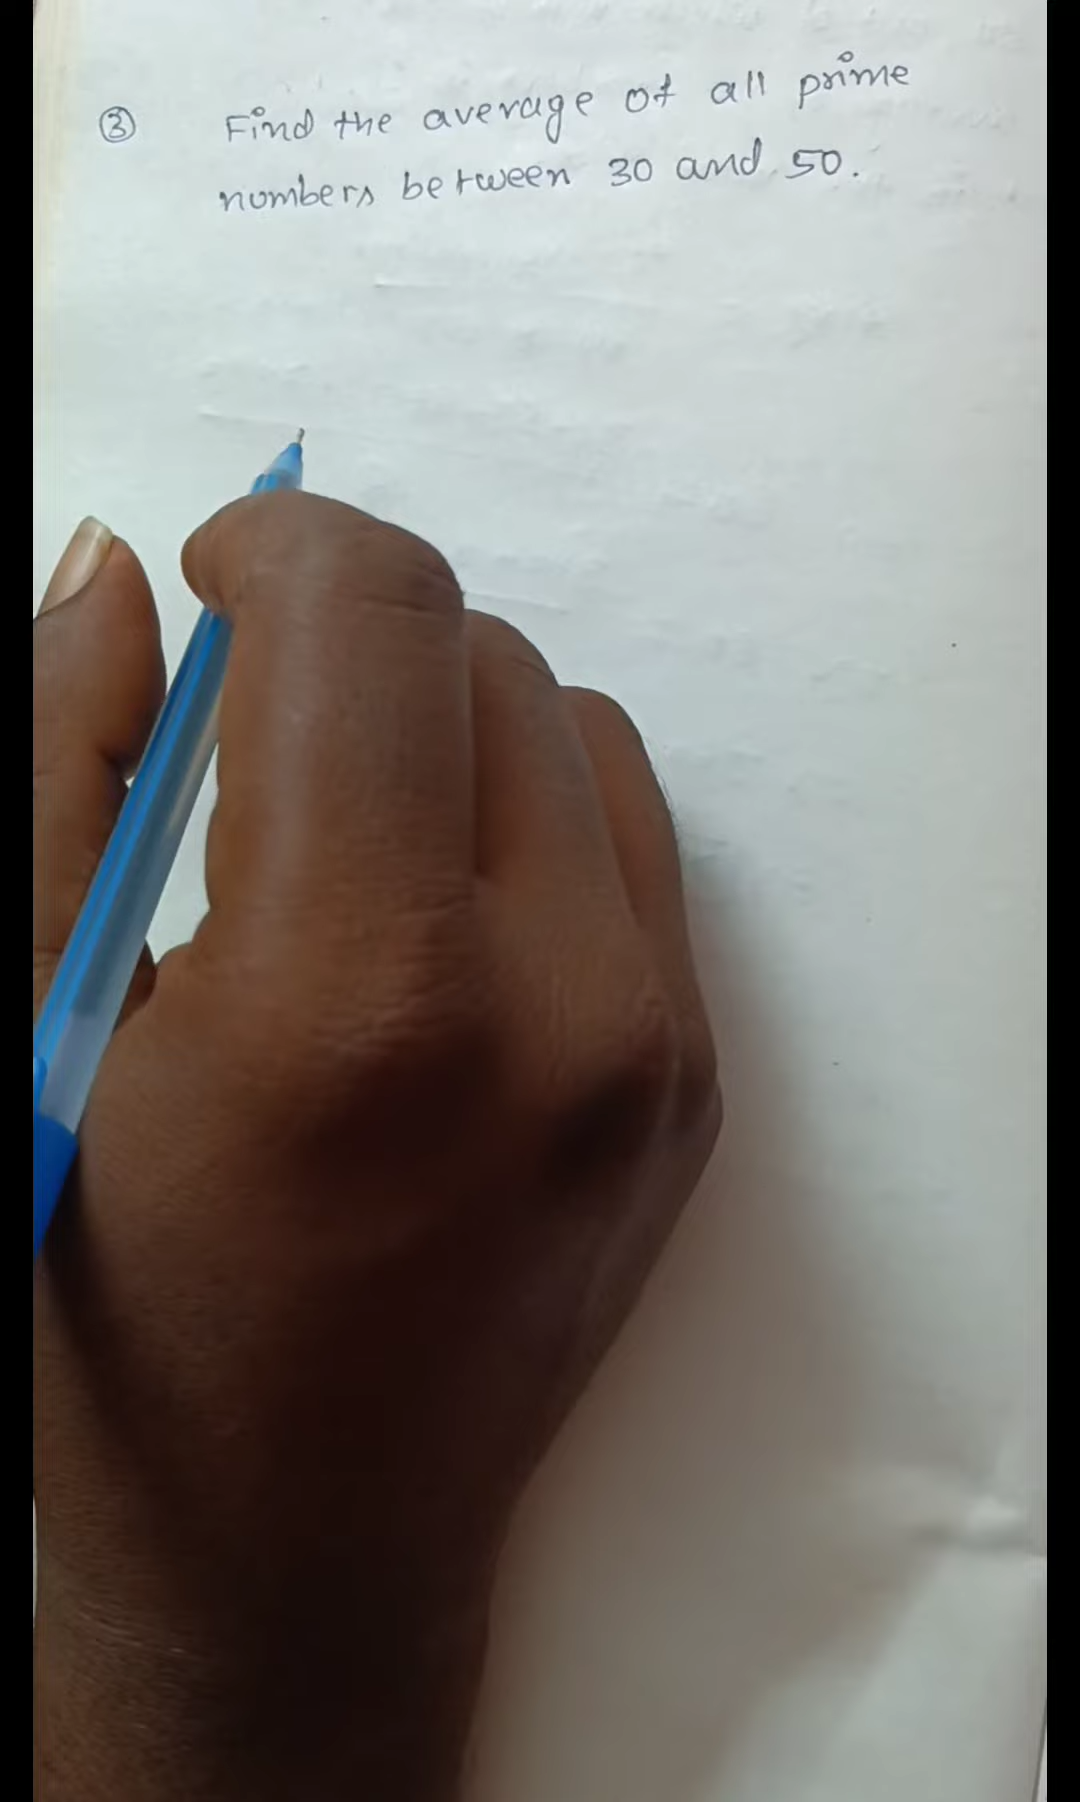 ③ Find the average of all prime
numbers between 30 and 50.